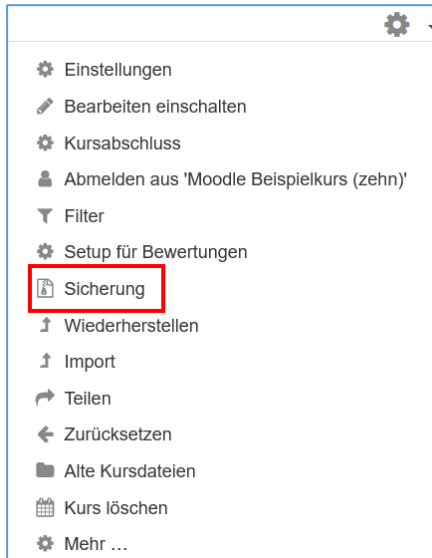 Einstellungen
Bearbeiten einschalten
Kursabschluss
Abmelden aus 'Moodle Beispielkurs (zehn)'
Filter
Setup für Bewertungen
Sicherung
Wiederherstellen
Import
Teilen
Zurücksetzen
Alte Kursdateien
Kurs löschen
Mehr ...